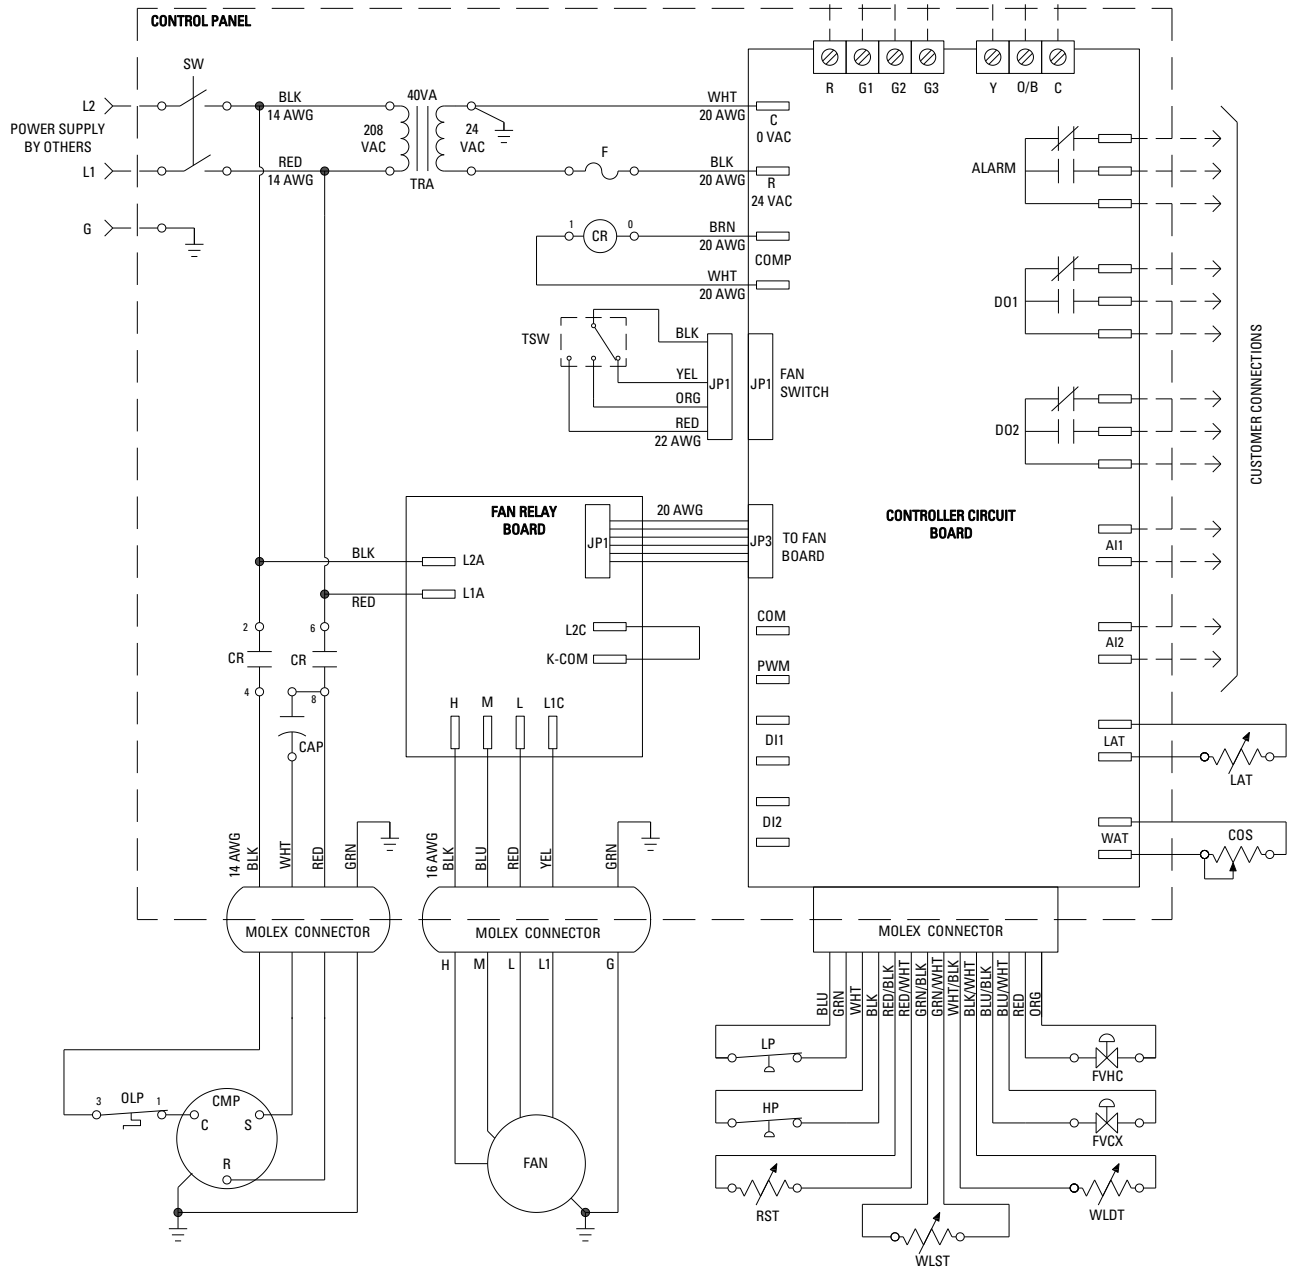 CONTROL PANEL
SW
L2
POWER SUPPLY
BY OTHERS
L1
G
BLK
14 AWG
RED
14 AWG
40VA
208
VAC
24
VAC
TRA
F
WHT
20 AWG
C
0 VAC
BLK
20 AWG
R
24 VAC
1
CR
0
BRN
20 AWG
COMP
WHT
20 AWG
TSW
BLK
YEL
ORG
RED
22 AWG
JP1
JP1
FAN
SWITCH
R
G1
G2
G3
Y
O/B
C
ALARM
DO1
DO2
CUSTOMER CONNECTIONS
CONTROLLER CIRCUIT
BOARD
AI1
AI2
LAT
LAT
WAT
COS
FAN RELAY
BOARD
JP1
20 AWG
JP3
TO FAN
BOARD
BLK
L2A
RED
L1A
L2C
K-COM
COM
PWM
DI1
DI2
2
6
CR
CR
4
8
CAP
H
M
L
L1C
14 AWG
BLK
WHT
RED
GRN
16 AWG
BLK
BLU
RED
YEL
GRN
MOLEX CONNECTOR
MOLEX CONNECTOR
MOLEX CONNECTOR
H
M
L
L1
G
BLU
GRN
WHT
BLK
RED/BLK
RED/WHT
GRN/BLK
GRN/WHT
WHT/BLK
BLK/WHT
BLU/BLK
BLU/WHT
RED
ORG
3
OLP
1
CMP
C
S
R
FAN
LP
HP
RST
WLST
FVHC
FVCX
WLDT